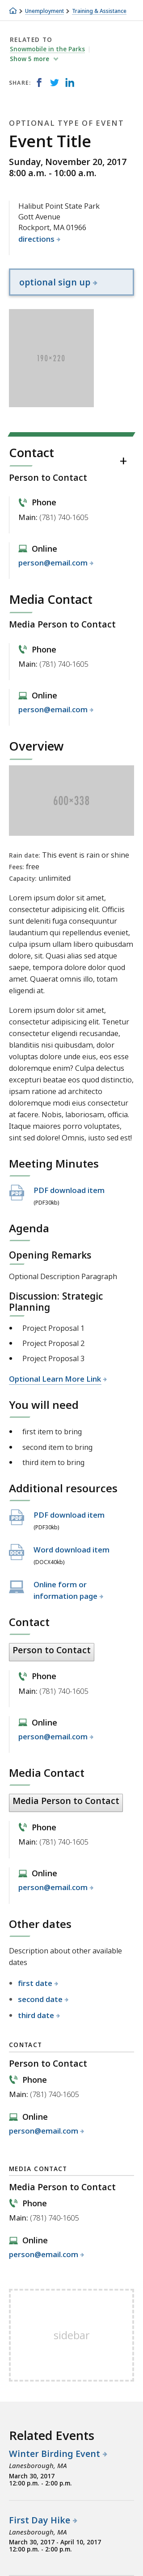 Unemployment > Training & Assistance
RELATED TO
Snowmobile in the Parks
Show 5 more
SHARE:
OPTIONAL TYPE OF EVENT
Event Title
Sunday, November 20, 2017
8:00 a.m. - 10:00 a.m.
Halibut Point State Park
Gott Avenue
Rockport, MA 01966
directions
optional sign up
190×220
Contact
Person to Contact
Phone
Main: (781) 740-1605
Online
person@email.com
Media Contact
Media Person to Contact
Phone
Main: (781) 740-1605
Online
person@email.com
Overview
600×338
Rain date: This event is rain or shine
Fees: free
Capacity: unlimited
Lorem ipsum dolor sit amet,
consectetur adipisicing elit. Officiis
sunt deleniti fuga consequuntur
laudantium qui repellendus eveniet,
culpa ipsum iusto libero quibusdam
dolore, sit. Quasi alias sed atque
saepe, tempora dolore dolor quod
amet. Quaerat omnis ullam, totam
eligendi at.
Lorem ipsum dolor sit amet,
consectetur adipisicing elit. Tenetur
consectetur eligendi recusandae,
blanditiis nisi quibusdam, dolor
voluptas dolore unde eius, esse esse
doloremque enim? Culpa delectus
excepturi beatae eos quod distinctio,
ipsam ratione ad architecto
molestiae modi eius consectetur
at facere. Nobis, laboriosam, officia.
Itaque maiores porro voluptates,
sint sed dolore! Omnis, iusto sed est!
Meeting Minutes
PDF download item
(PDF30kb)
Agenda
Opening Remarks
Optional Description Paragraph
Discussion: Strategic
Planning
Project Proposal 1
Project Proposal 2
Project Proposal 3
Optional Learn More Link
You will need
first item to bring
second item to bring
third item to bring
Additional resources
PDF download item
(PDF30kb)
Word download item
(DOCX40kb)
Online form or
information page
Contact
Person to Contact
Phone
Main: (781) 740-1605
Online
person@email.com
Media Contact
Media Person to Contact
Phone
Main: (781) 740-1605
Online
person@email.com
Other dates
Description about other available
dates
first date
second date
third date
CONTACT
Person to Contact
Phone
Main: (781) 740-1605
Online
person@email.com
MEDIA CONTACT
Media Person to Contact
Phone
Main: (781) 740-1605
Online
person@email.com
sidebar
Related Events
Winter Birding Event
Lanesborough, MA
March 30, 2017
12:00 p.m. - 2:00 p.m.
First Day Hike
Lanesborough, MA
March 30, 2017 - April 10, 2017
12:00 p.m. - 2:00 p.m.